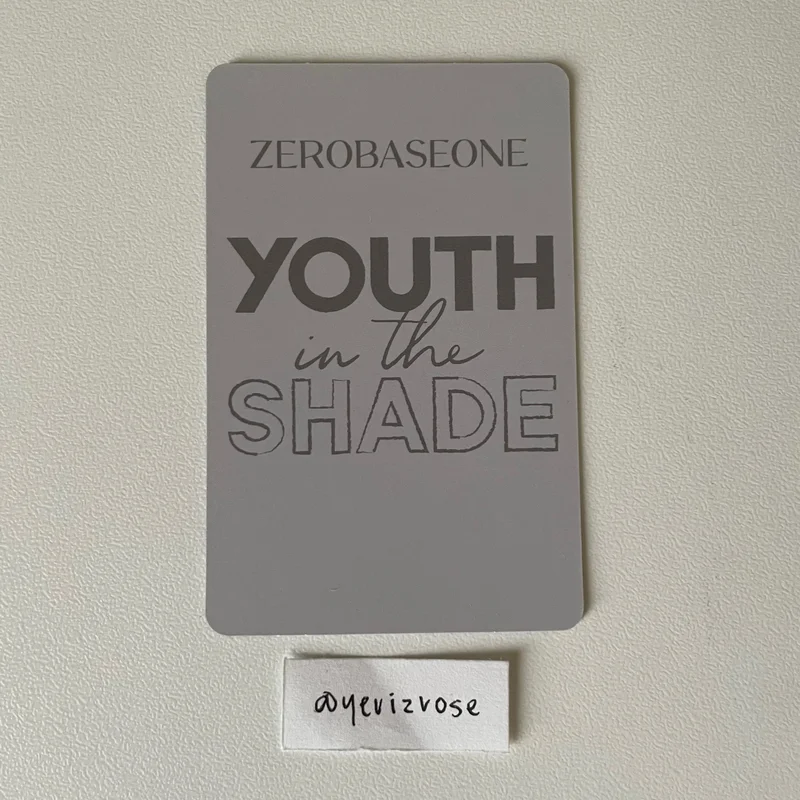 ZEROBASEONE
YOUTH
in the
SHADE
@yerizrose